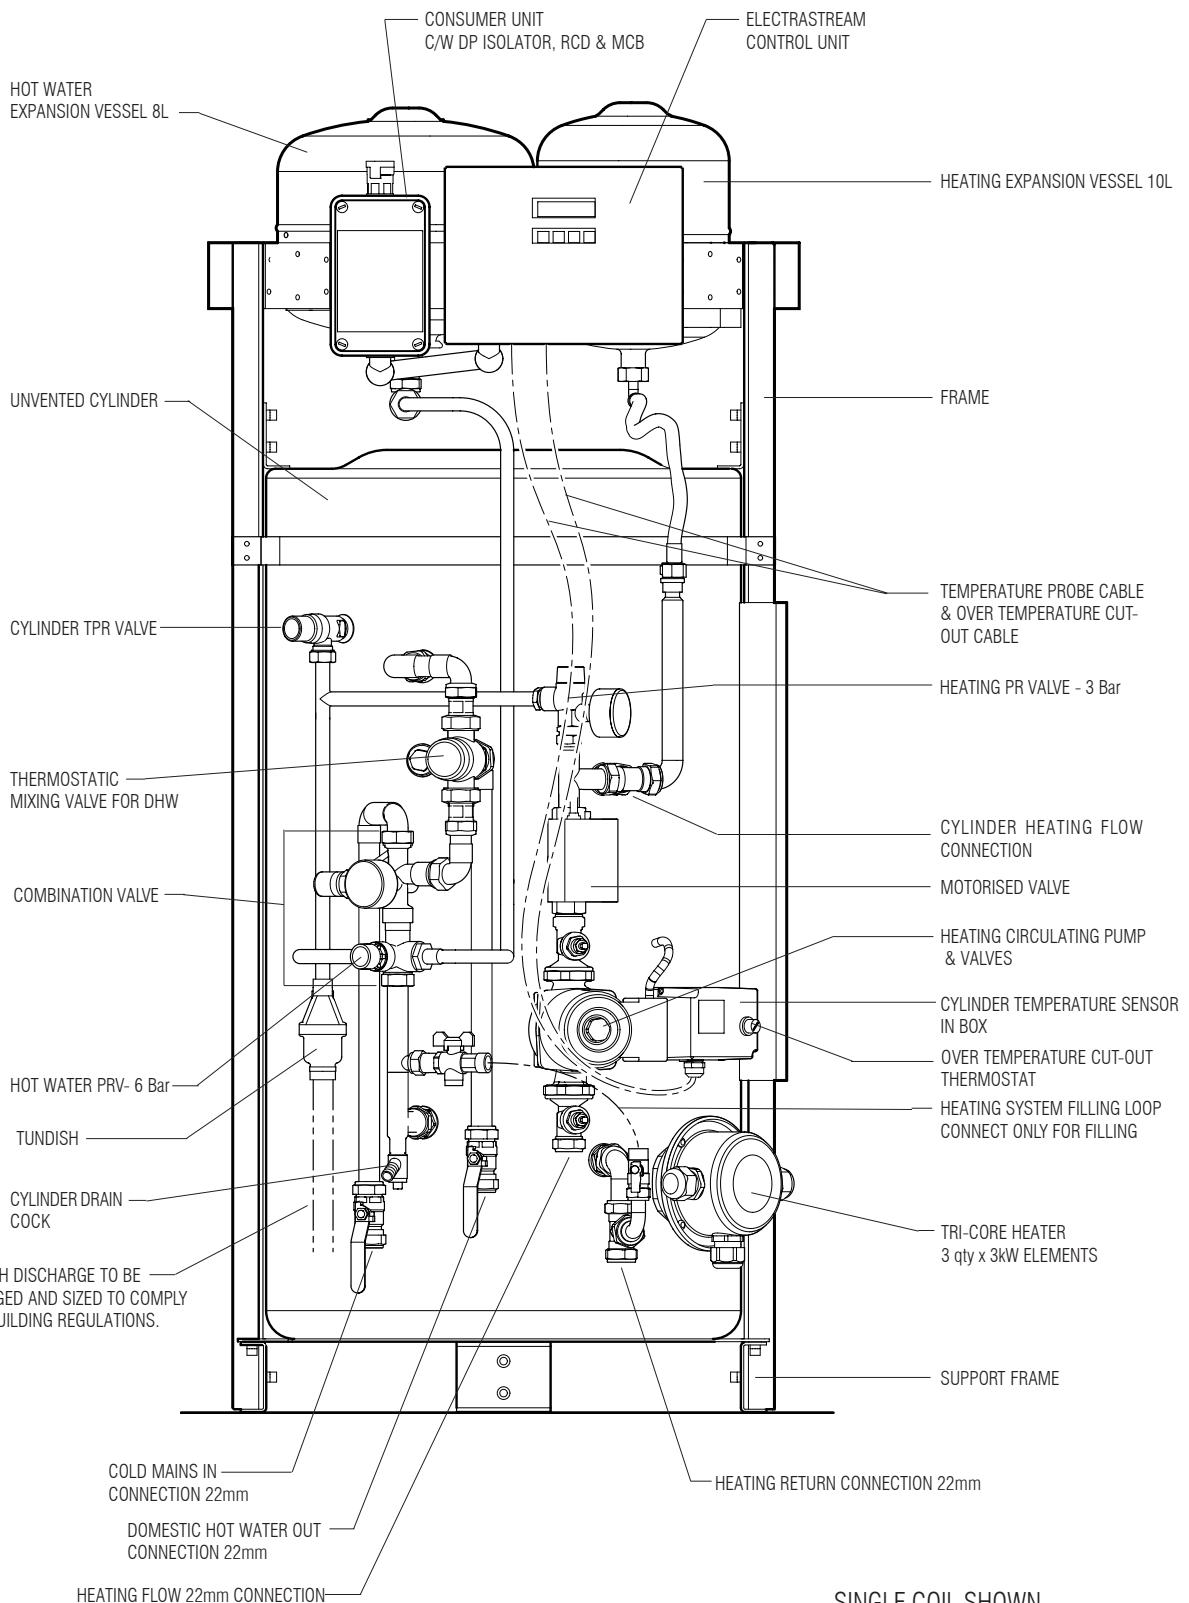 CONSUMER UNIT
C/W DP ISOLATOR, RCD & MCB
ELECTRASTREAM
CONTROL UNIT
HOT WATER
EXPANSION VESSEL 8L
HEATING EXPANSION VESSEL 10L
UNVENTED CYLINDER
FRAME
TEMPERATURE PROBE CABLE
& OVER TEMPERATURE CUT-
OUT CABLE
CYLINDER TPR VALVE
HEATING PR VALVE - 3 Bar
THERMOSTATIC
MIXING VALVE FOR DHW
CYLINDER HEATING FLOW
CONNECTION
COMBINATION VALVE
MOTORISED VALVE
HEATING CIRCULATING PUMP
& VALVES
CYLINDER TEMPERATURE SENSOR
IN BOX
OVER TEMPERATURE CUT-OUT
THERMOSTAT
HOT WATER PRV- 6 Bar
HEATING SYSTEM FILLING LOOP
CONNECT ONLY FOR FILLING
TUNDISH
CYLINDER DRAIN
COCK
TRI-CORE HEATER
3 qty x 3kW ELEMENTS
DISCHARGE TO BE
AND SIZED TO COMPLY
REGULATIONS.
SUPPORT FRAME
COLD MAINS IN
CONNECTION 22mm
HEATING RETURN CONNECTION 22mm
DOMESTIC HOT WATER OUT
CONNECTION 22mm
HEATING FLOW 22mm CONNECTION
SINGLE COIL SHOWN